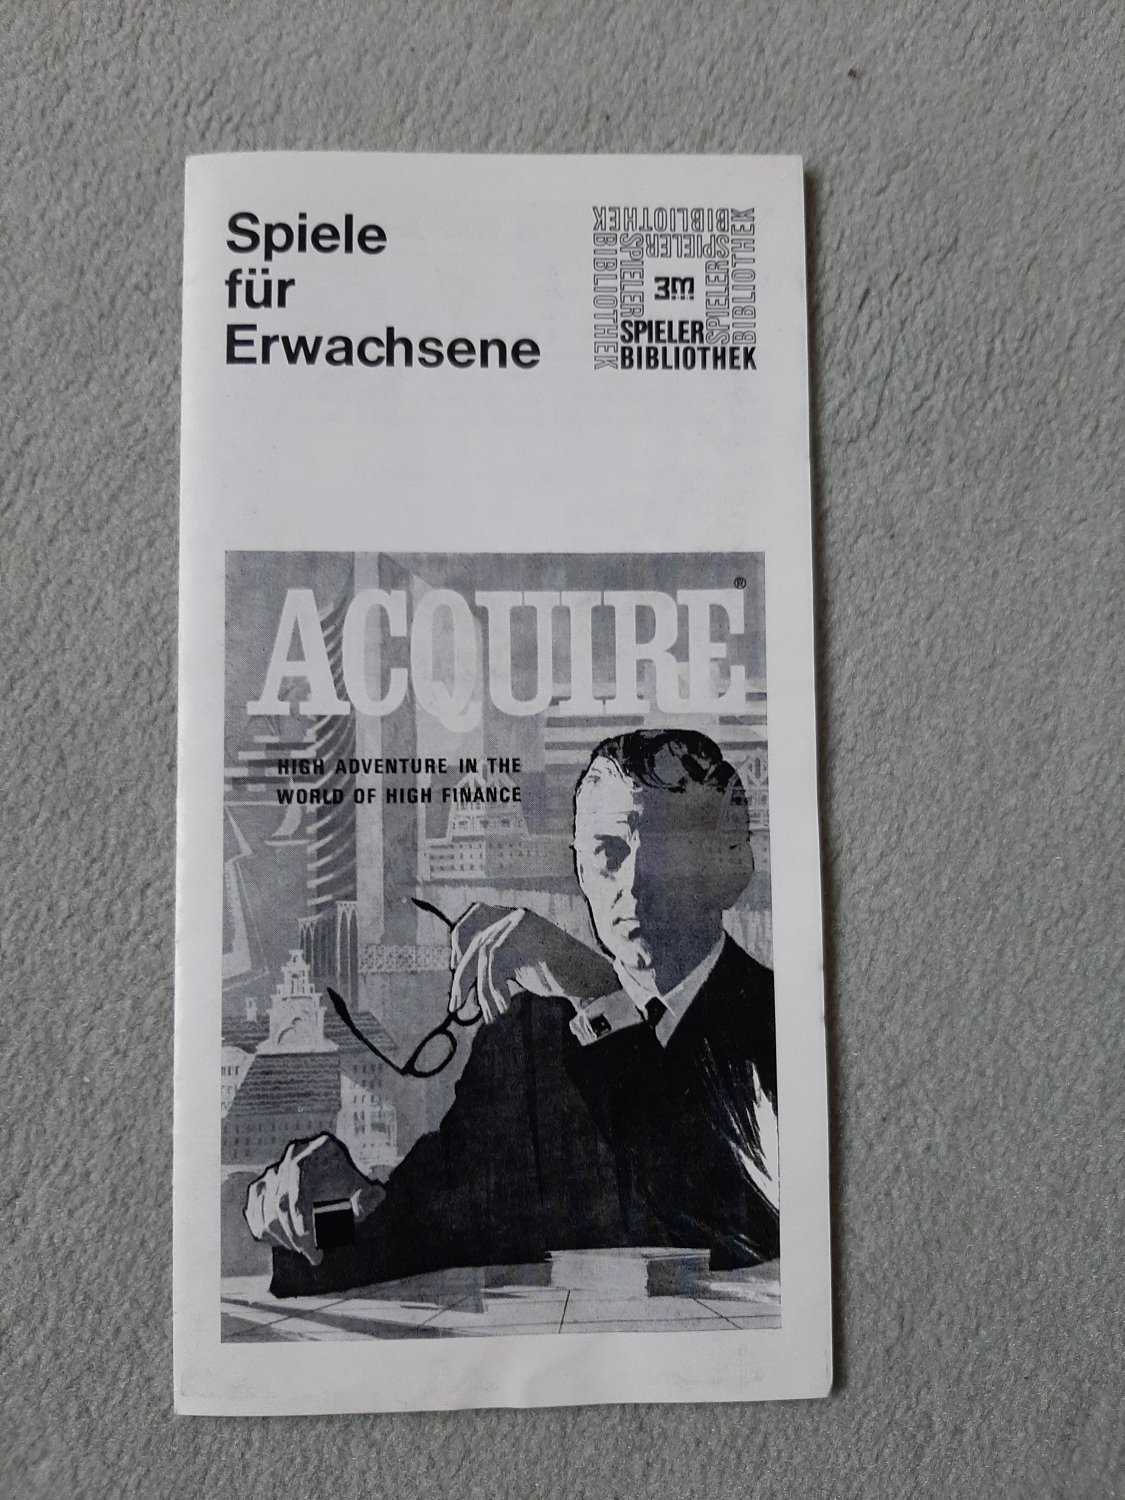 Spiele
für
Erwachsene
BIBLIOTHEK
SPIELER
BIBLIOTHEK
SPIELER
3M
SPIELER
BIBLIOTHEK
SPIELER
BIBLIOTHEK
ACQUIRE®
HIGH ADVENTURE IN THE
WORLD OF HIGH FINANCE